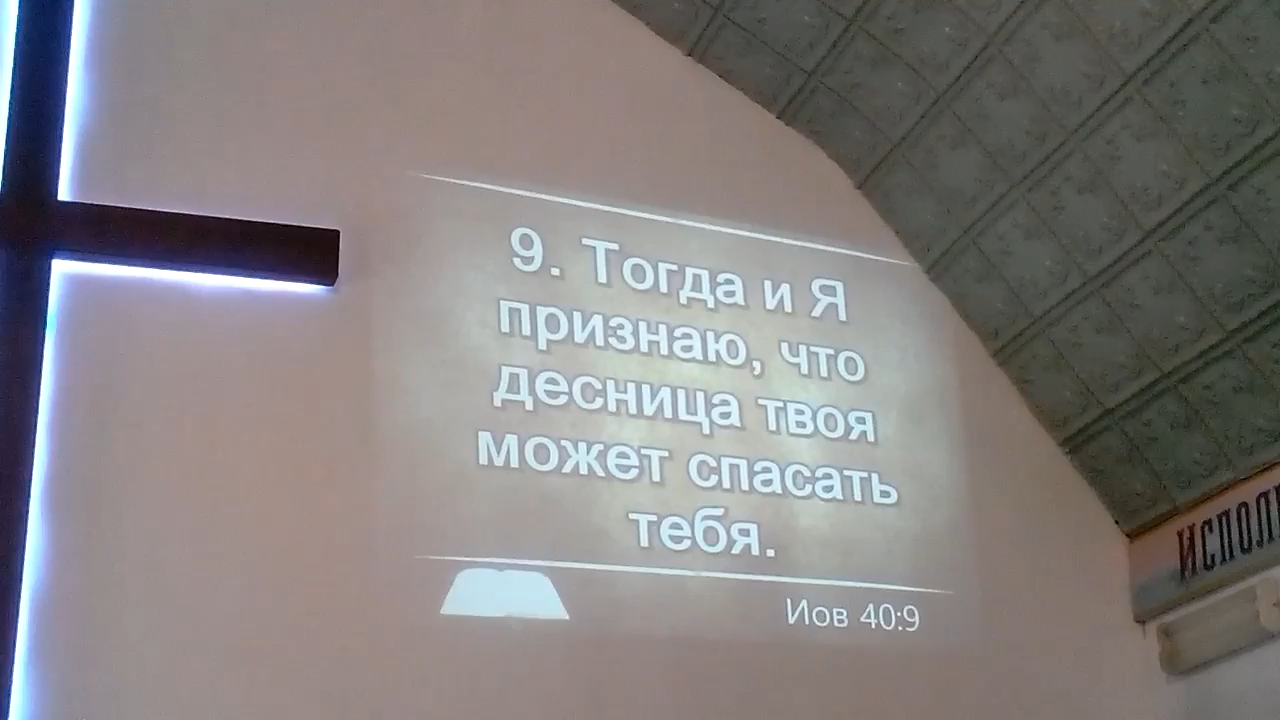 9. Тогда и Я
признаю, что
десница твоя
может спасать
тебя.
Иов 40:9